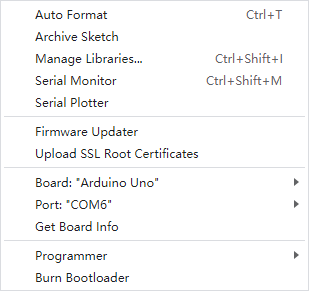 Auto Format Ctrl+T
Archive Sketch
Manage Libraries... Ctrl+Shift+I
Serial Monitor Ctrl+Shift+M
Serial Plotter
Firmware Updater
Upload SSL Root Certificates
Board: "Arduino Uno"
Port: "COM6"
Get Board Info
Programmer
Burn Bootloader